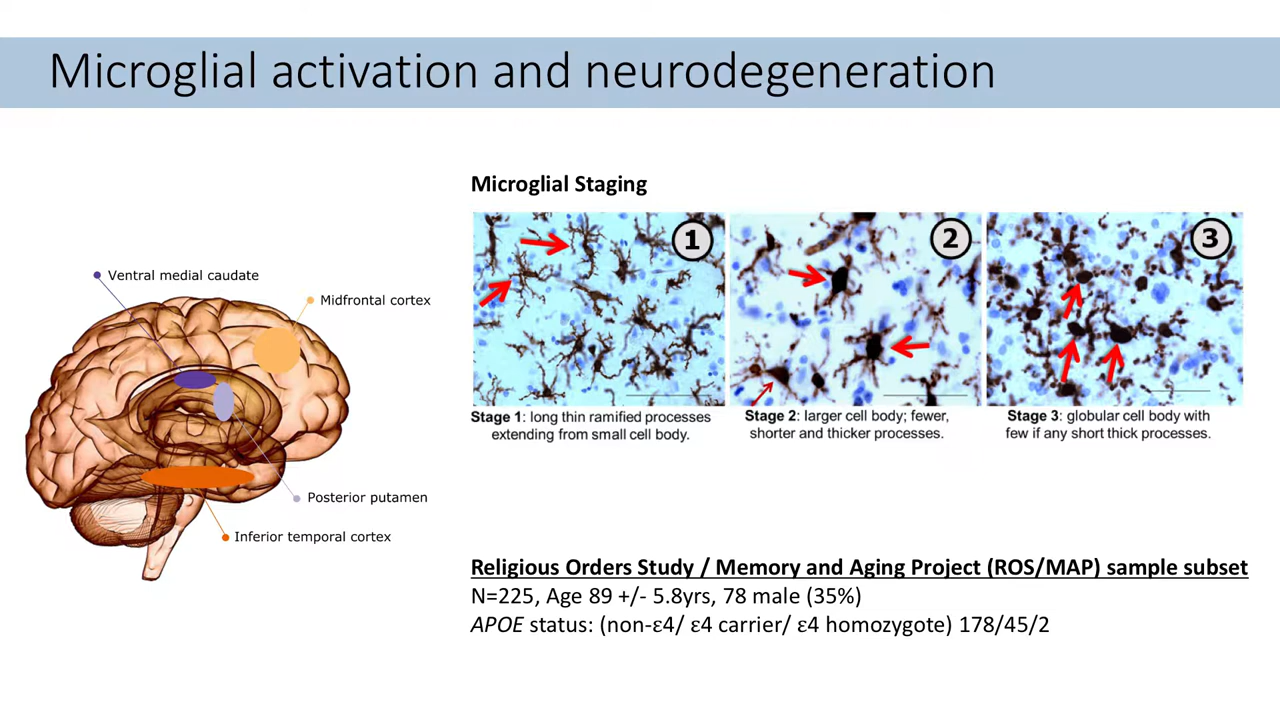 Microglial activation and neurodegeneration
Microglial Staging
1
2
3
Stage 1: long thin ramified processes
extending from small cell body.
Stage 2: larger cell body; fewer,
shorter and thicker processes.
Stage 3: globular cell body with
few if any short thick processes.
Ventral medial caudate
Midfrontal cortex
Posterior putamen
Inferior temporal cortex
Religious Orders Study / Memory and Aging Project (ROS/MAP) sample subset
N=225, Age 89 +/- 5.8yrs, 78 male (35%)
APOE status: (non-ε4/ ε4 carrier/ ε4 homozygote) 178/45/2